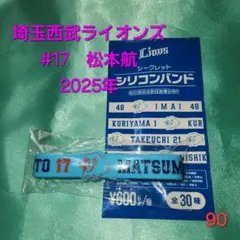 埼玉西武ライオンズ
#17 松本航
2025年
Lions
シークレット
シリコンバンド
48 IMAI 48
KURIYAMA 1 KUR
TAKEUCHI 21
NISHIK
¥600/個
全30種
TO 17 MATSUM
90